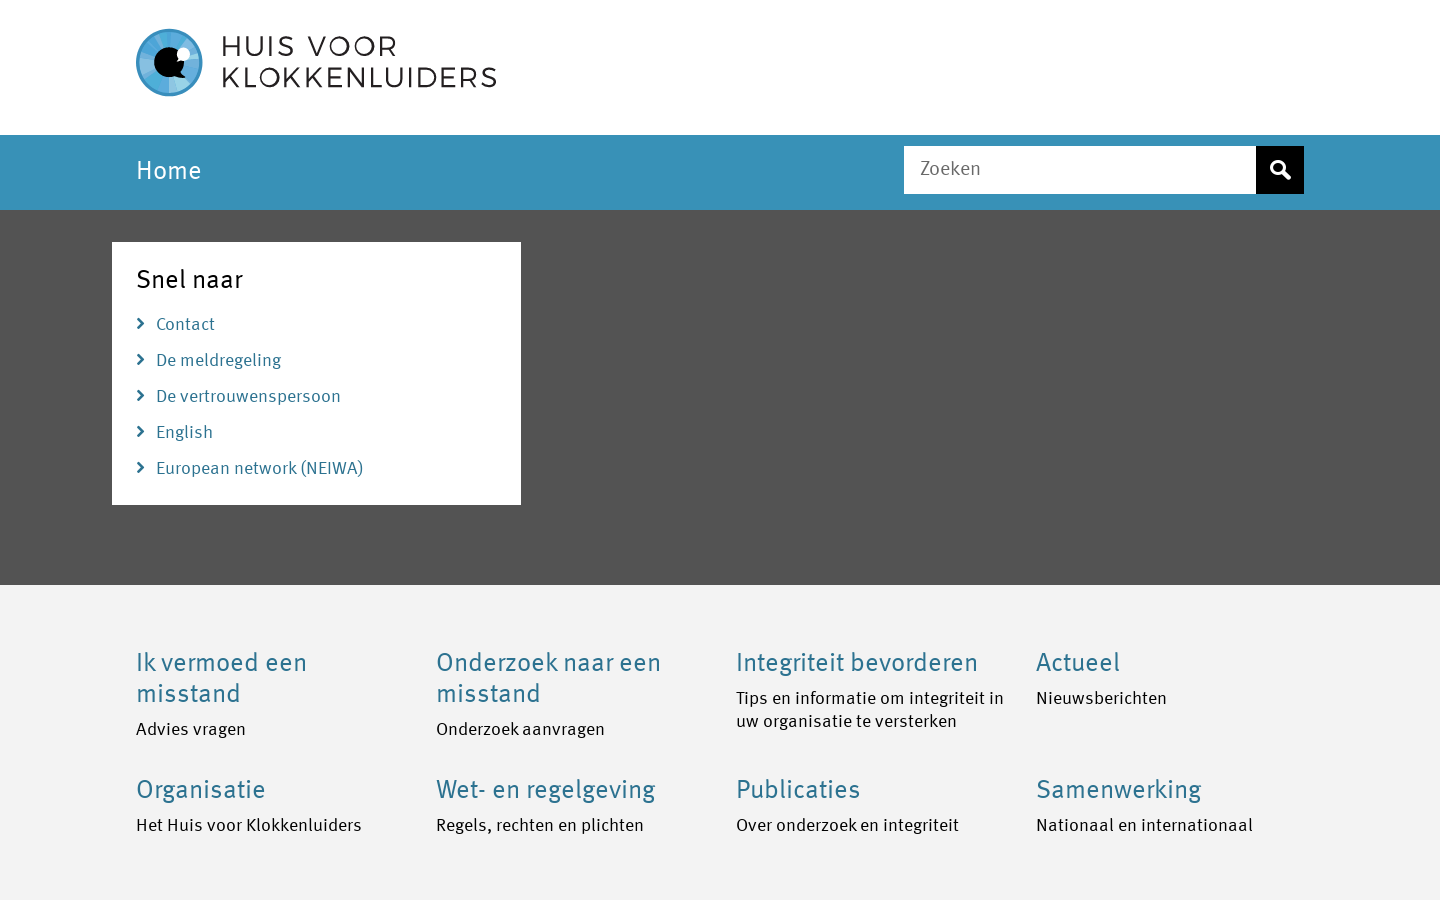 HUIS VOOR
KLOKKENLUIDERS
Home
Zoeken
Snel naar
Contact
De meldregeling
De vertrouwenspersoon
English
European network (NEIWA)
Ik vermoed een
misstand
Advies vragen
Onderzoek naar een
misstand
Onderzoek aanvragen
Integriteit bevorderen
Tips en informatie om integriteit in
uw organisatie te versterken
Actueel
Nieuwsberichten
Organisatie
Het Huis voor Klokkenluiders
Wet- en regelgeving
Regels, rechten en plichten
Publicaties
Over onderzoek en integriteit
Samenwerking
Nationaal en internationaal